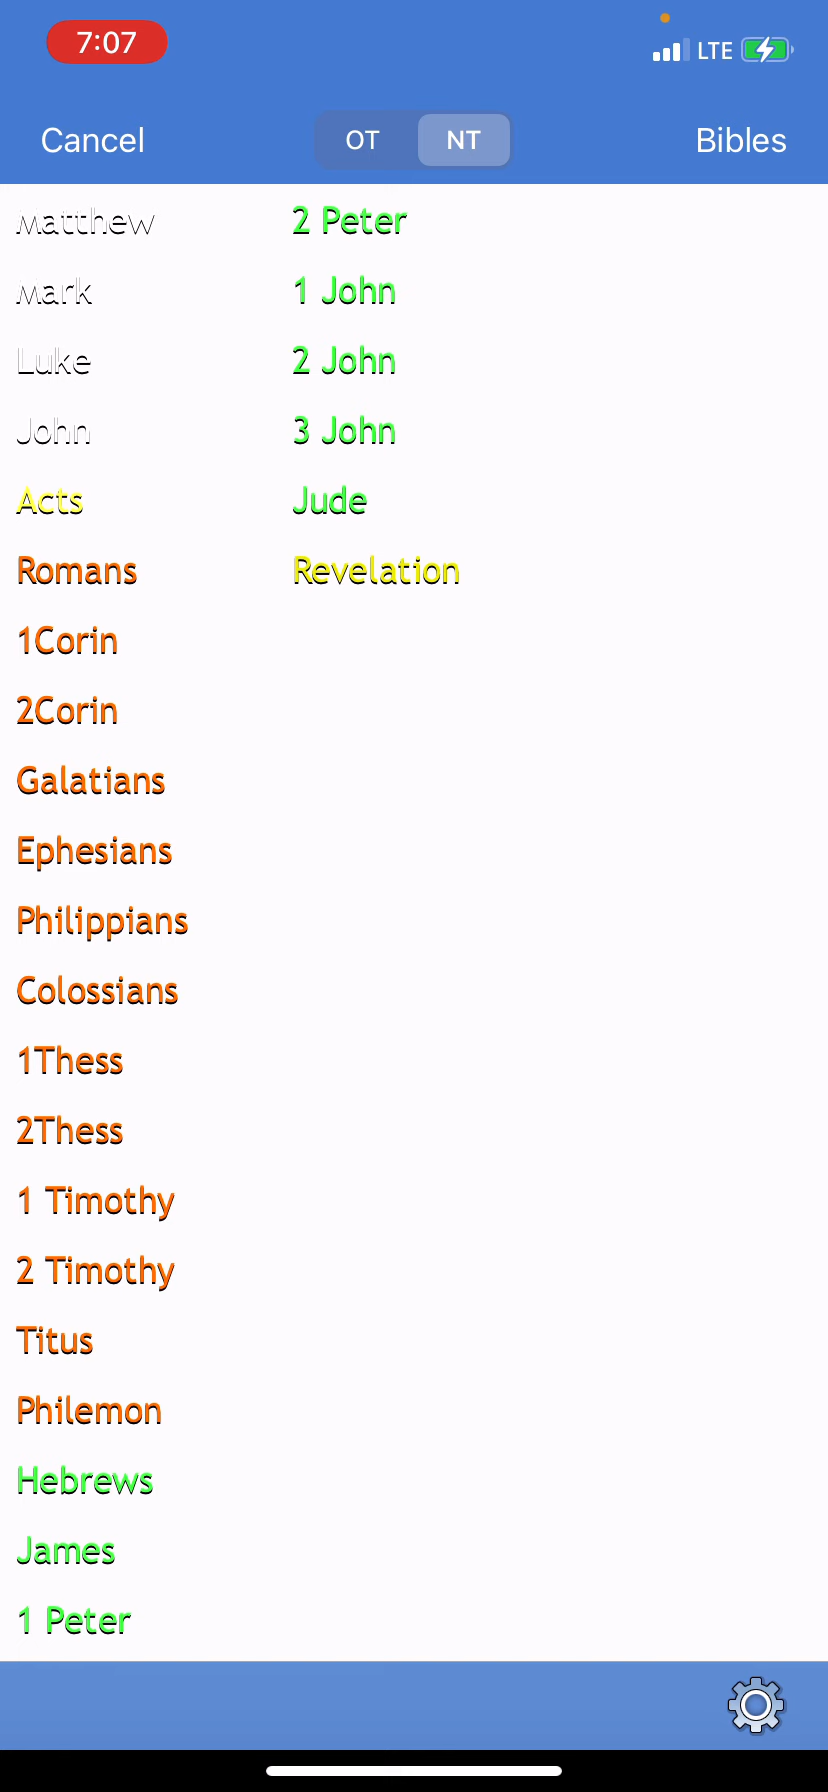 7:07
LTE
Cancel
OT
NT
Bibles
Matthew
Mark
Luke
John
Acts
Romans
1Corin
2Corin
Galatians
Ephesians
Philippians
Colossians
1Thess
2Thess
1 Timothy
2 Timothy
Titus
Philemon
Hebrews
James
1 Peter
2 Peter
1 John
2 John
3 John
Jude
Revelation